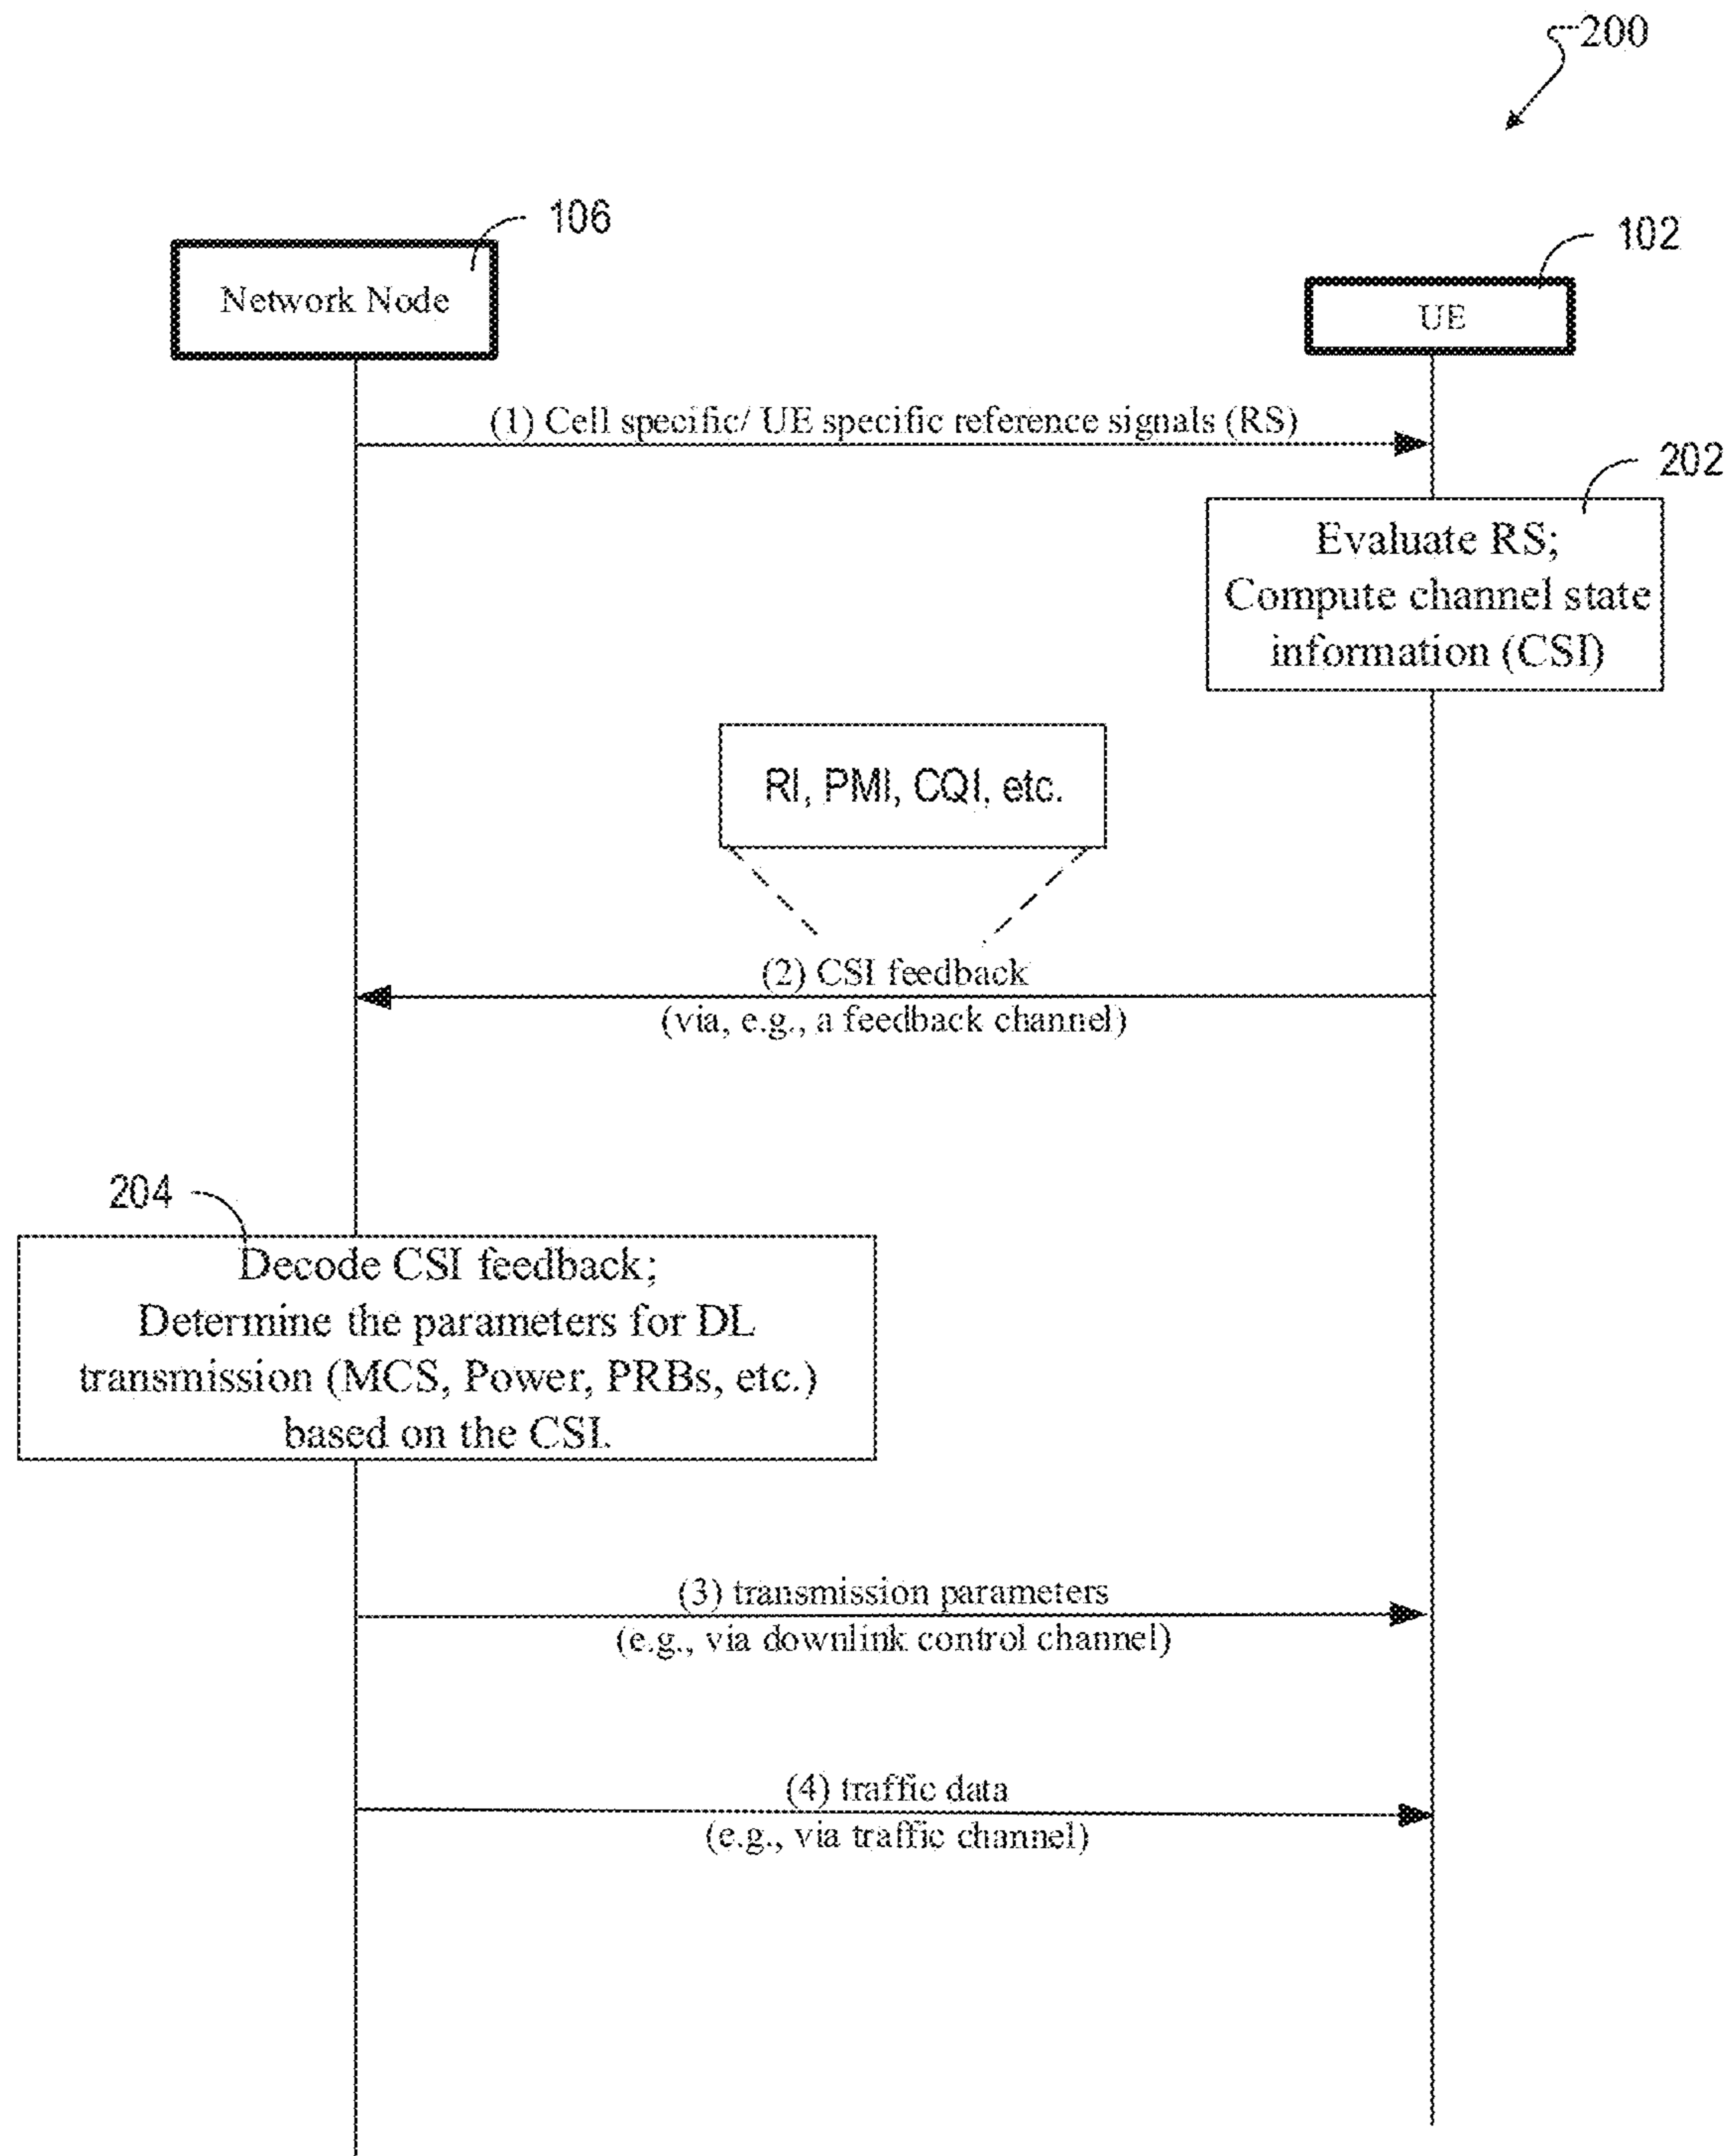 200
106
Network Node
102
UE
(1) Cell specific/ UE specific reference signals (RS)
202
Evaluate RS;
Compute channel state
information (CSI)
RI, PMI, CQI, etc.
(2) CSI feedback
(via, e.g., a feedback channel)
204
Decode CSI feedback;
Determine the parameters for DL
transmission (MCS, Power, PRBs, etc.)
based on the CSI.
(3) transmission parameters
(e.g., via downlink control channel)
(4) traffic data
(e.g., via traffic channel)